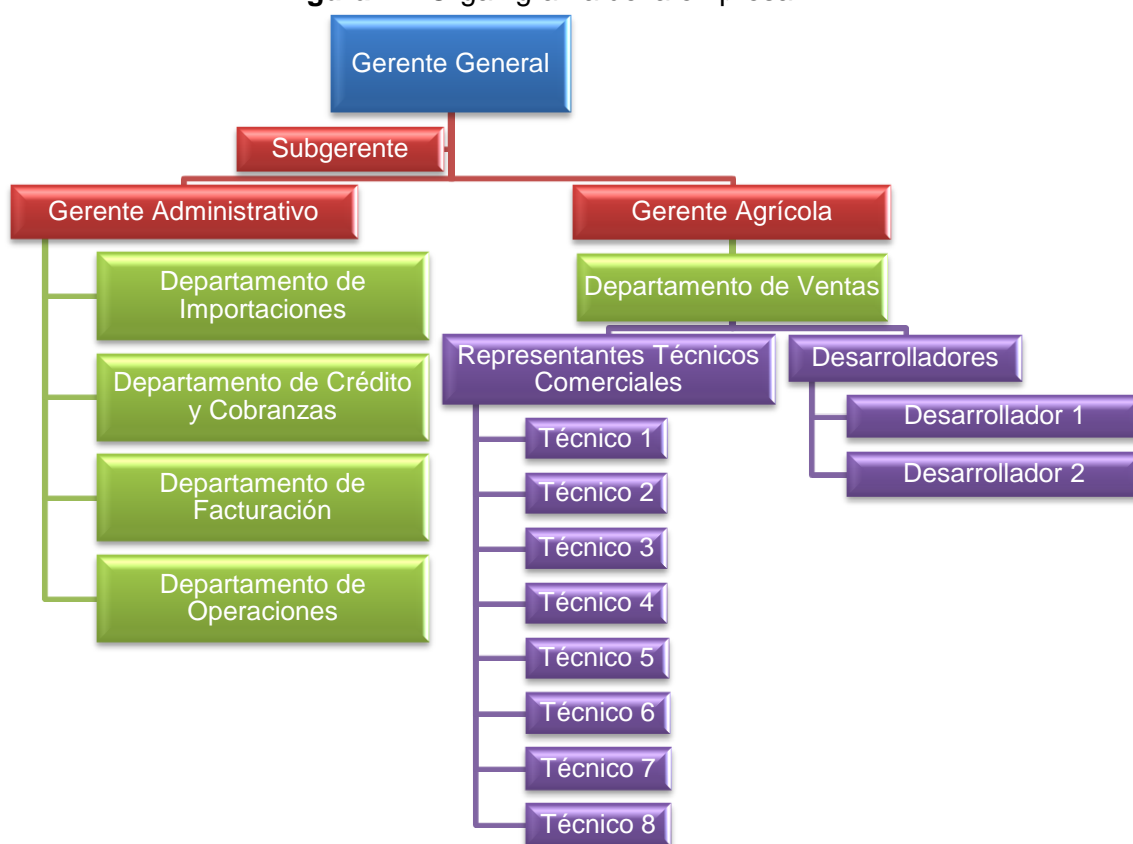 Gerente General
Subgerente
Gerente Administrativo
Gerente Agrícola
Departamento de
Importaciones
Departamento de Crédito
y Cobranzas
Departamento de
Facturación
Departamento de
Operaciones
Departamento de Ventas
Representantes Técnicos
Comerciales
Técnico 1
Técnico 2
Técnico 3
Técnico 4
Técnico 5
Técnico 6
Técnico 7
Técnico 8
Desarrolladores
Desarrollador 1
Desarrollador 2